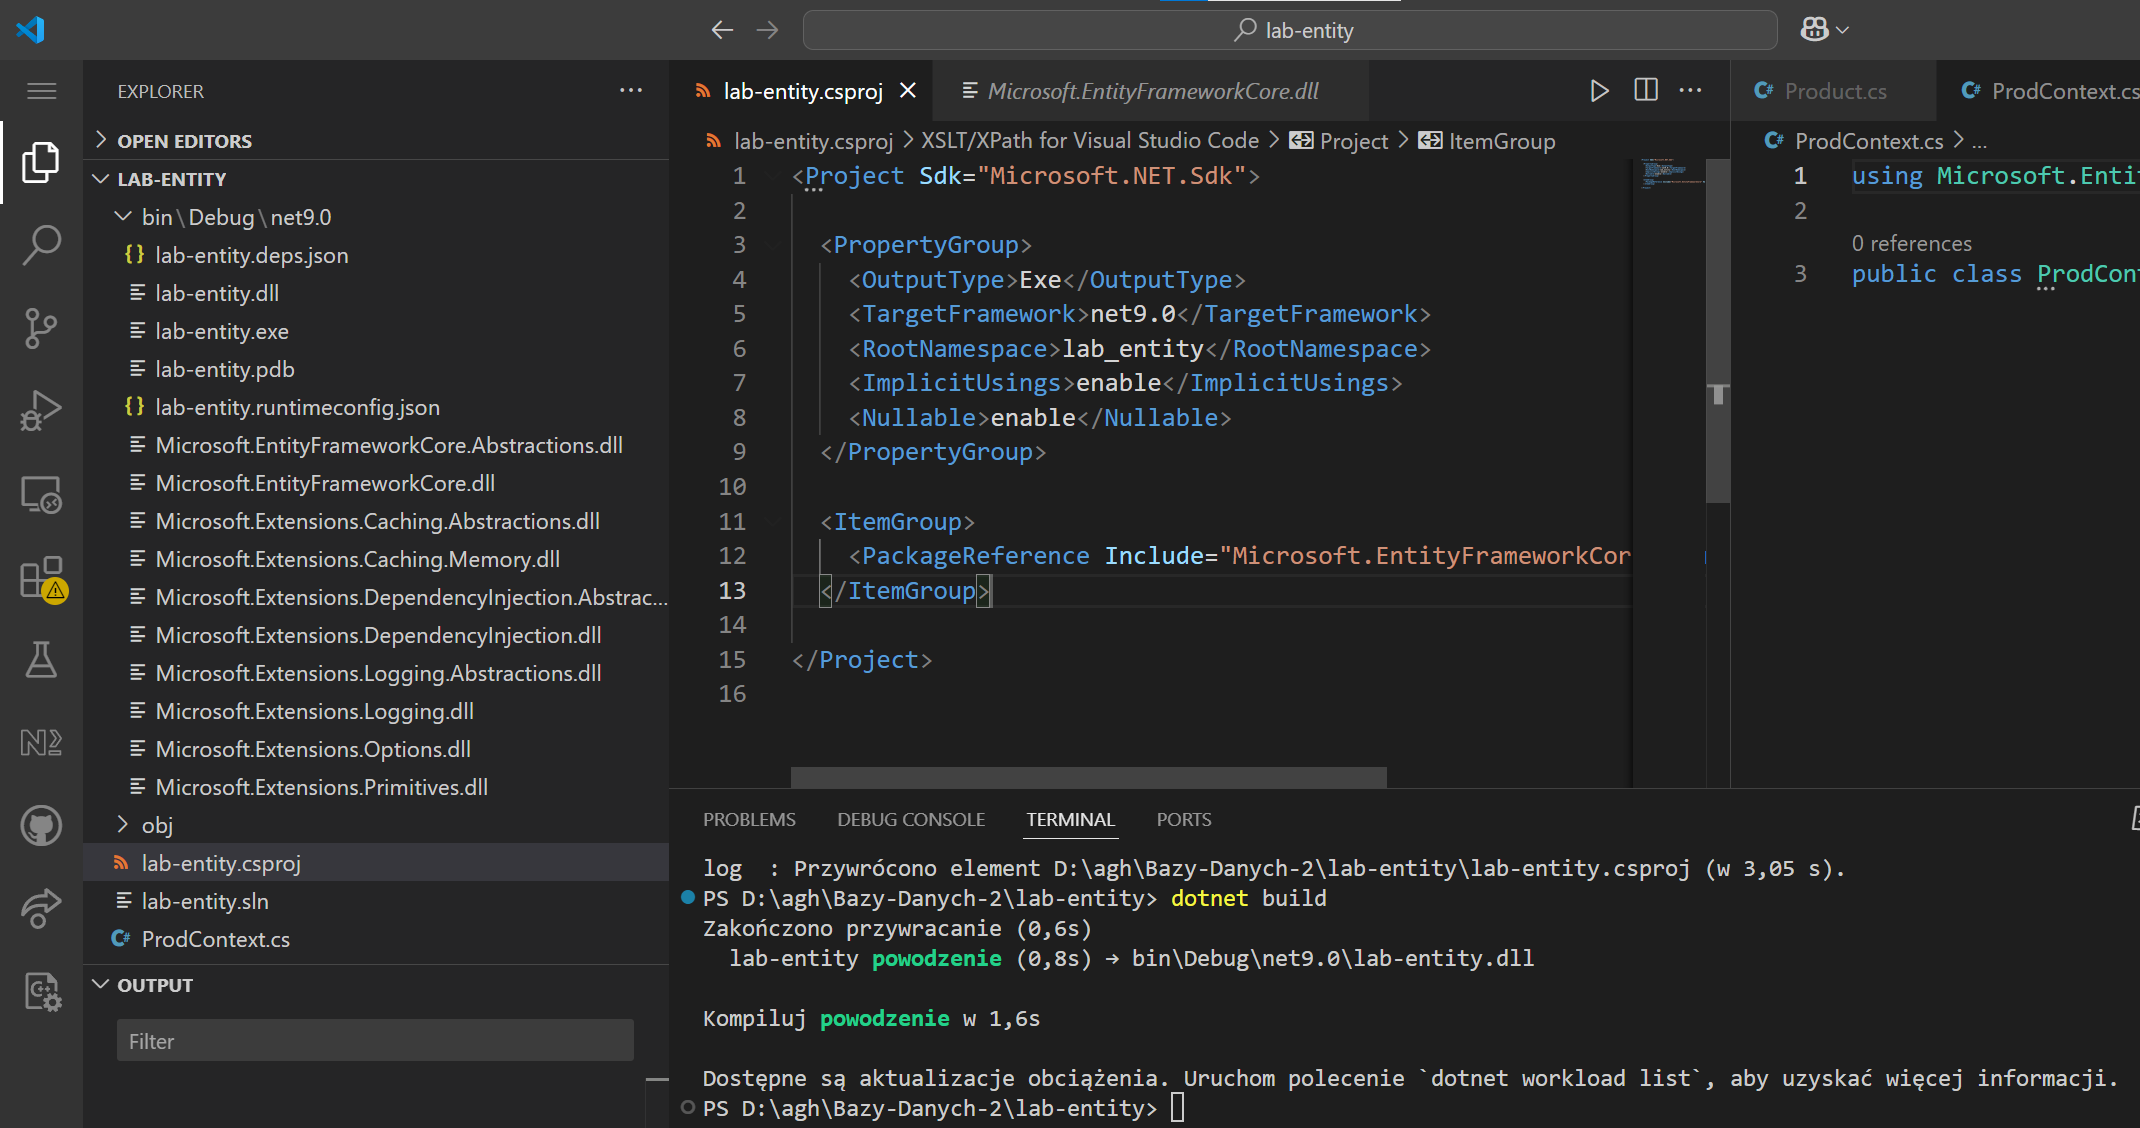 lab-entity
EXPLORER
OPEN EDITORS
LAB-ENTITY
bin\Debug\net9.0
{} lab-entity.deps.json
lab-entity.dll
lab-entity.exe
lab-entity.pdb
{} lab-entity.runtimeconfig.json
Microsoft.EntityFrameworkCore.Abstractions.dll
Microsoft.EntityFrameworkCore.dll
Microsoft.Extensions.Caching.Abstractions.dll
Microsoft.Extensions.Caching.Memory.dll
Microsoft.Extensions.DependencyInjection.Abstrac...
Microsoft.Extensions.DependencyInjection.dll
Microsoft.Extensions.Logging.Abstractions.dll
Microsoft.Extensions.Logging.dll
Microsoft.Extensions.Options.dll
Microsoft.Extensions.Primitives.dll
obj
lab-entity.csproj
lab-entity.sln
C# ProdContext.cs
OUTPUT
Filter
lab-entity.csproj
Microsoft.EntityFrameworkCore.dll
lab-entity.csproj > XSLT/XPath for Visual Studio Code > Project > ItemGroup
1 <Project Sdk="Microsoft.NET.Sdk">
2
3 <PropertyGroup>
4 <OutputType>Exe</OutputType>
5 <TargetFramework>net9.0</TargetFramework>
6 <RootNamespace>lab_entity</RootNamespace>
7 <ImplicitUsings>enable</ImplicitUsings>
8 <Nullable>enable</Nullable>
9 </PropertyGroup>
10
11 <ItemGroup>
12 <PackageReference Include="Microsoft.EntityFrameworkCor
13 </ItemGroup>
14
15 </Project>
16
C# Product.cs
C# ProdContext.cs
C# ProdContext.cs > ...
1 using Microsoft.Enti
2
0 references
3 public class ProdCont
PROBLEMS
DEBUG CONSOLE
TERMINAL
PORTS
log : Przywrócono element D:\agh\Bazy-Danych-2\lab-entity\lab-entity.csproj (w 3,05 s).
PS D:\agh\Bazy-Danych-2\lab-entity> dotnet build
Zakończono przywracanie (0,6s)
lab-entity powodzenie (0,8s) → bin\Debug\net9.0\lab-entity.dll
Kompiluj powodzenie w 1,6s
Dostępne są aktualizacje obciążenia. Uruchom polecenie `dotnet workload list`, aby uzyskać więcej informacji.
PS D:\agh\Bazy-Danych-2\lab-entity>